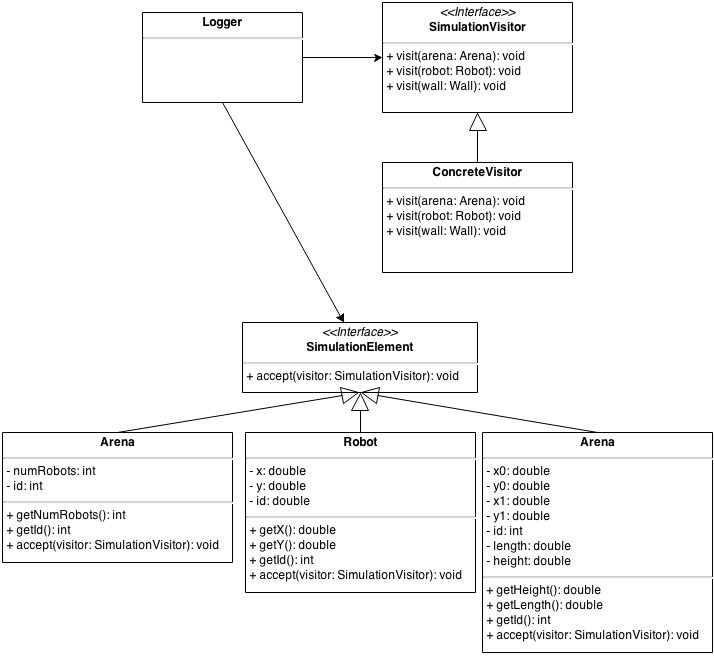 Logger
<<Interface>>
SimulationVisitor
+ visit(arena: Arena): void
+ visit(robot: Robot): void
+ visit(wall: Wall): void
ConcreteVisitor
+ visit(arena: Arena): void
+ visit(robot: Robot): void
+ visit(wall: Wall): void
<<Interface>>
SimulationElement
+ accept(visitor: SimulationVisitor): void
Arena
- numRobots: int
- id: int
+ getNumRobots(): int
+ getId(): int
+ accept(visitor: SimulationVisitor): void
Robot
- x: double
- y: double
- id: double
+ getX(): double
+ getY(): double
+ getId(): int
+ accept(visitor: SimulationVisitor): void
Arena
- x0: double
- y0: double
- x1: double
- y1: double
- id: int
- length: double
- height: double
+ getHeight(): double
+ getLength(): double
+ getId(): int
+ accept(visitor: SimulationVisitor): void